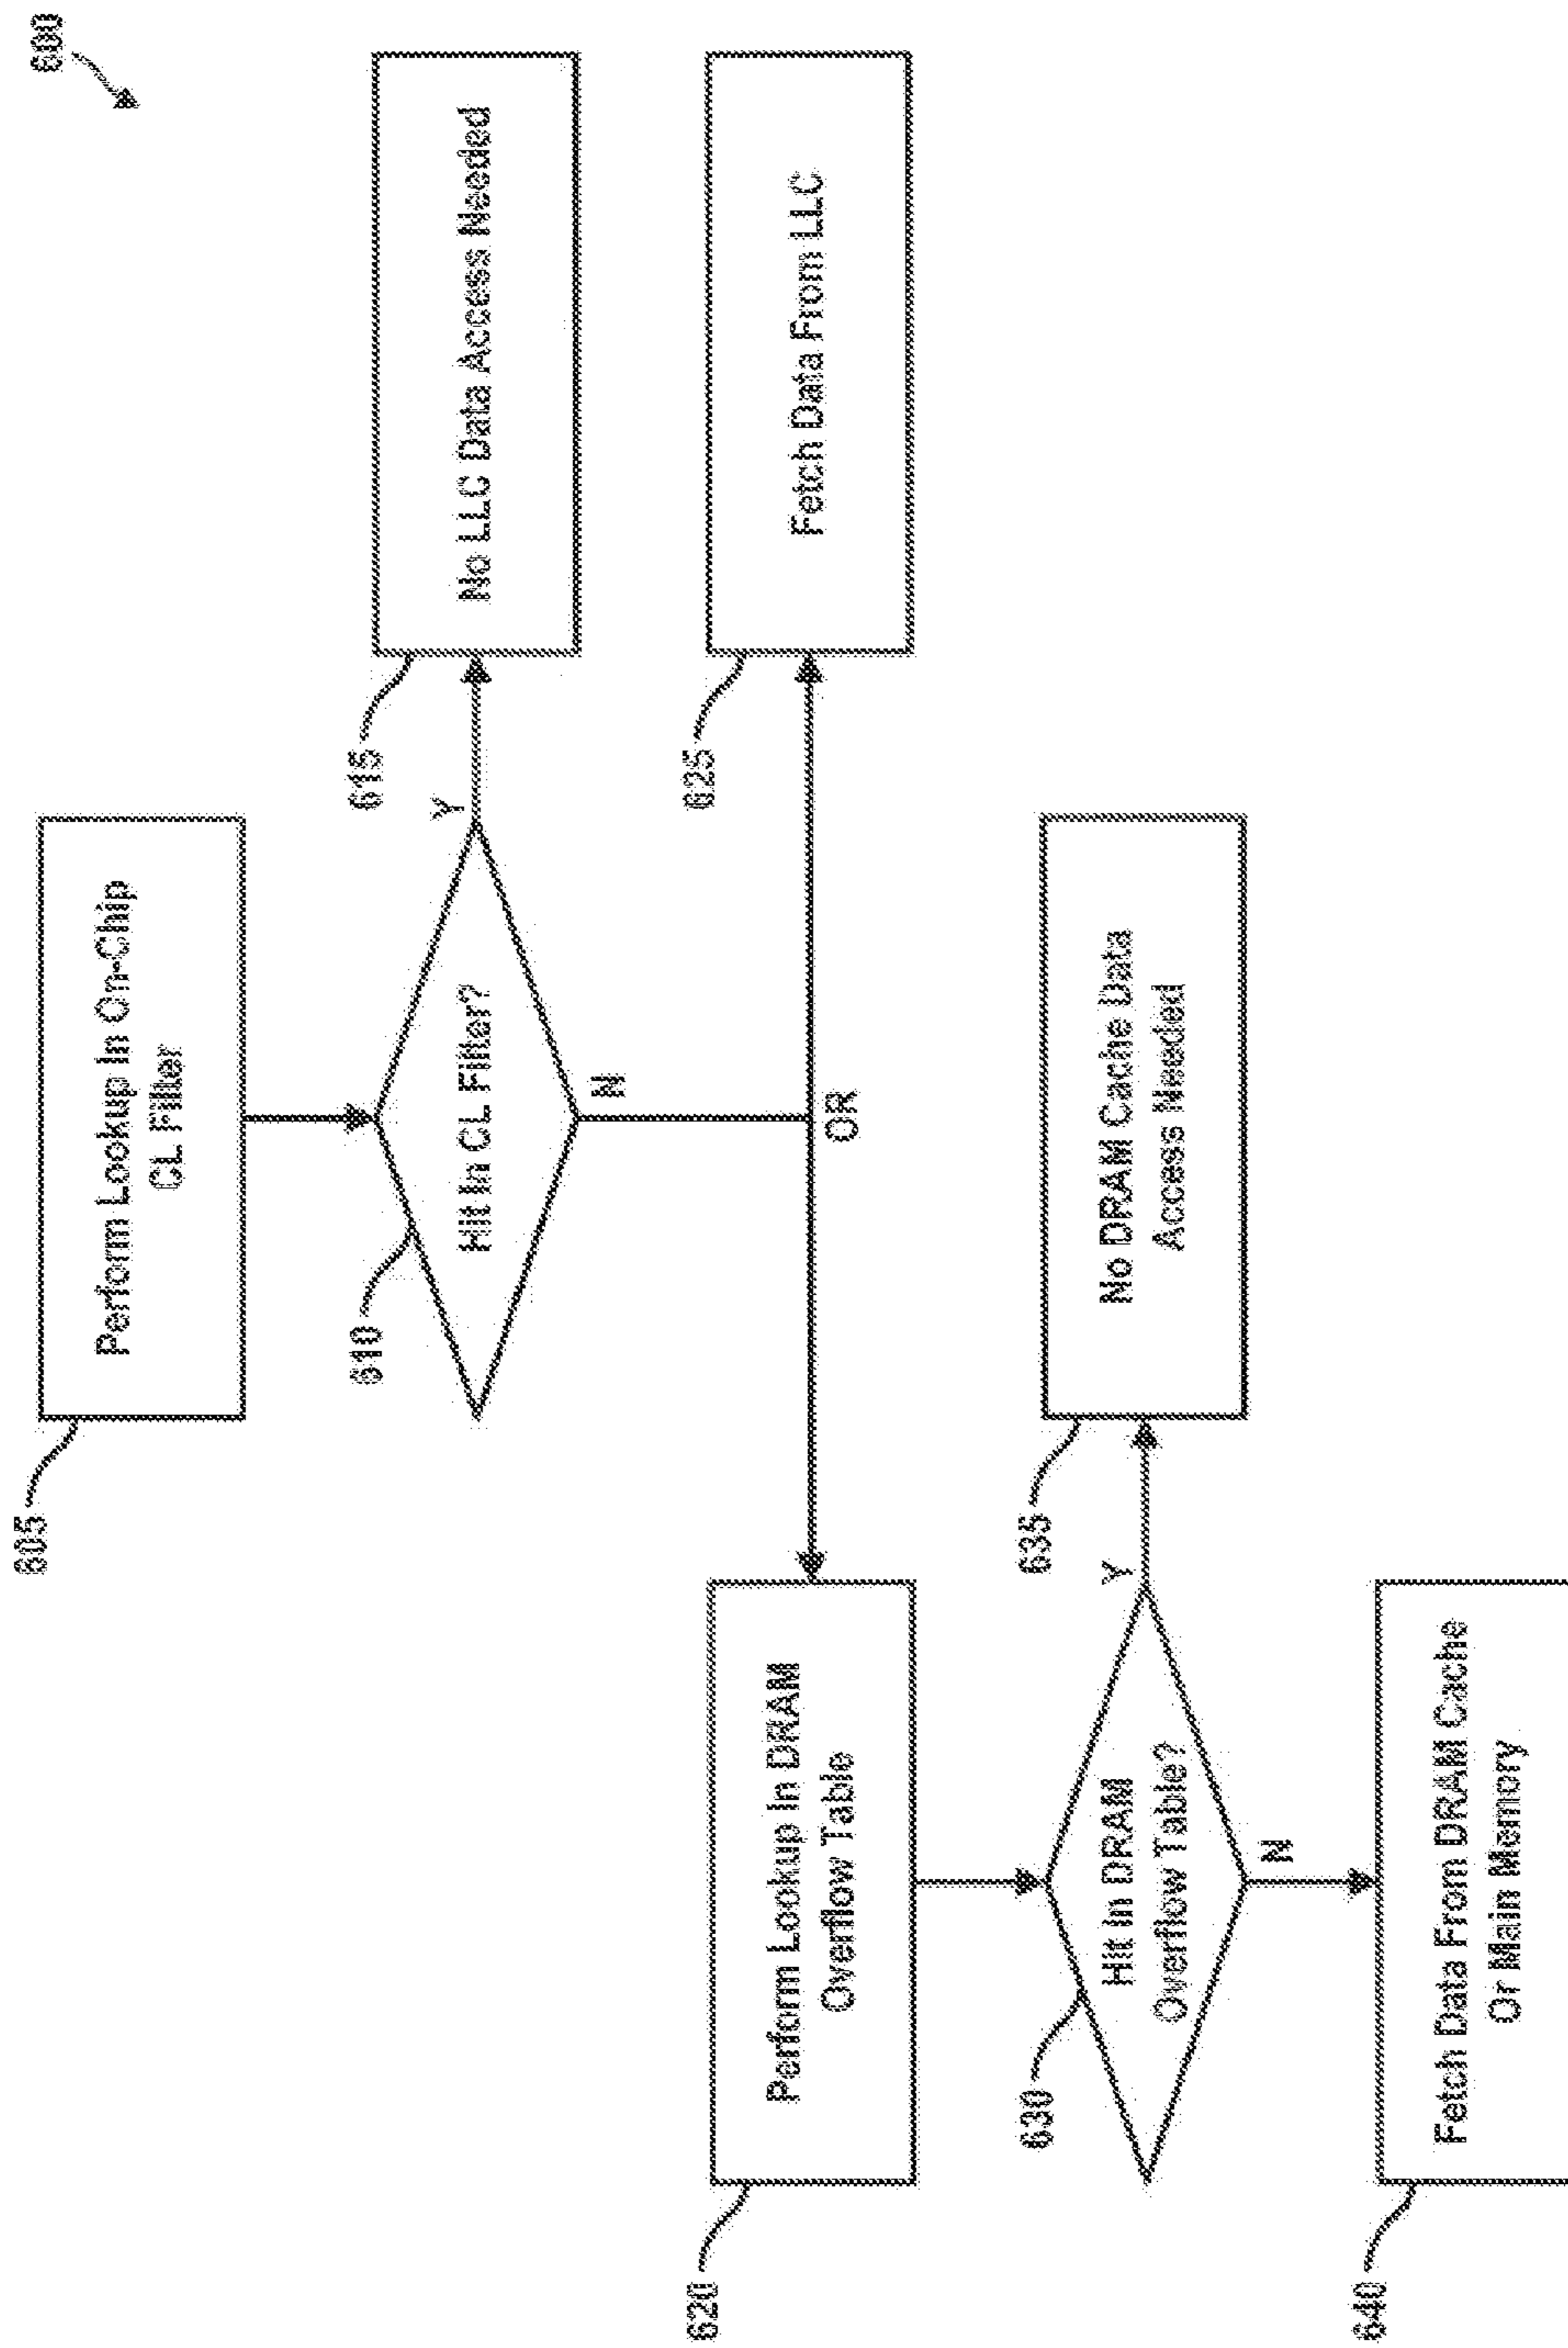 600
605
Perform Lookup In On-Chip
CL Filter
610
Hit In CL Filter?
Y
615
No LLC Data Access Needed
N
OR
625
Fetch Data From LLC
620
Perform Lookup In DRAM
Overflow Table
630
Hit In DRAM
Overflow Table?
Y
635
No DRAM Cache Data
Access Needed
N
640
Fetch Data From DRAM Cache
Or Main Memory